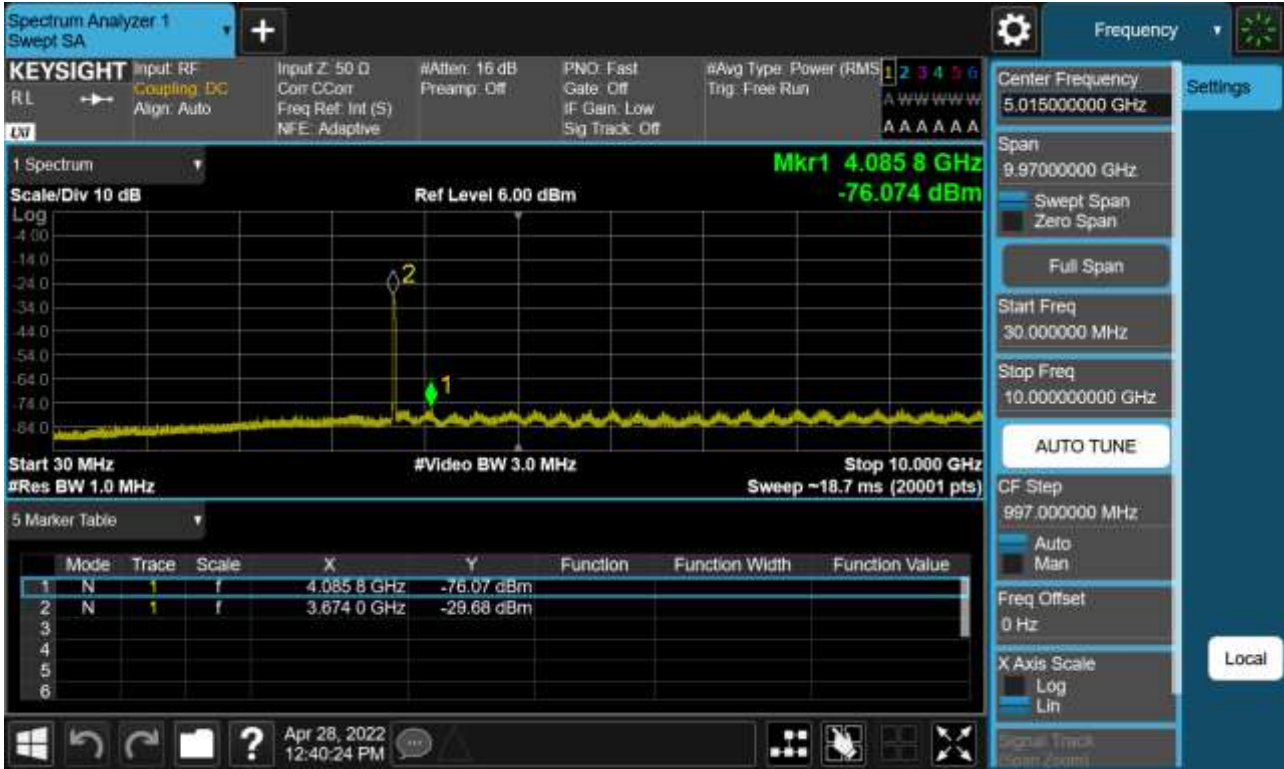 Spectrum Analyzer 1
Swept SA
+
Frequency
KEYSIGHT
RL
LXI
Input: RF
Coupling: DC
Align: Auto
Input Z: 50 Ω
Corr CCorr
Freq Ref: Int (S)
NFE: Adaptive
#Atten: 16 dB
Preamp: Off
PNO: Fast
Gate: Off
IF Gain: Low
Sig Track: Off
#Avg Type: Power (RMS
Trig: Free Run
1 2 3 4 5 6
A W W W W W
A A A A A A
1 Spectrum
Scale/Div 10 dB
Ref Level 6.00 dBm
Mkr1 4.085 8 GHz
-76.074 dBm
Log
-4.00
-14.0
-24.0
-34.0
-44.0
-54.0
-64.0
-74.0
-84.0
2
1
Start 30 MHz
#Video BW 3.0 MHz
Stop 10.000 GHz
#Res BW 1.0 MHz
Sweep ~18.7 ms (20001 pts)
5 Marker Table
Mode Trace Scale X Y Function Function Width Function Value
1 N 1 f 4.085 8 GHz -76.07 dBm
2 N 1 f 3.674 0 GHz -29.68 dBm
3
4
5
6
Center Frequency
5.015000000 GHz
Settings
Span
9.97000000 GHz
Swept Span
Zero Span
Full Span
Start Freq
30.000000 MHz
Stop Freq
10.000000000 GHz
AUTO TUNE
CF Step
997.000000 MHz
Auto
Man
Freq Offset
0 Hz
X Axis Scale
Log
Lin
Signal Track
(Span Zoom)
Local
?
Apr 28, 2022
12:40:24 PM